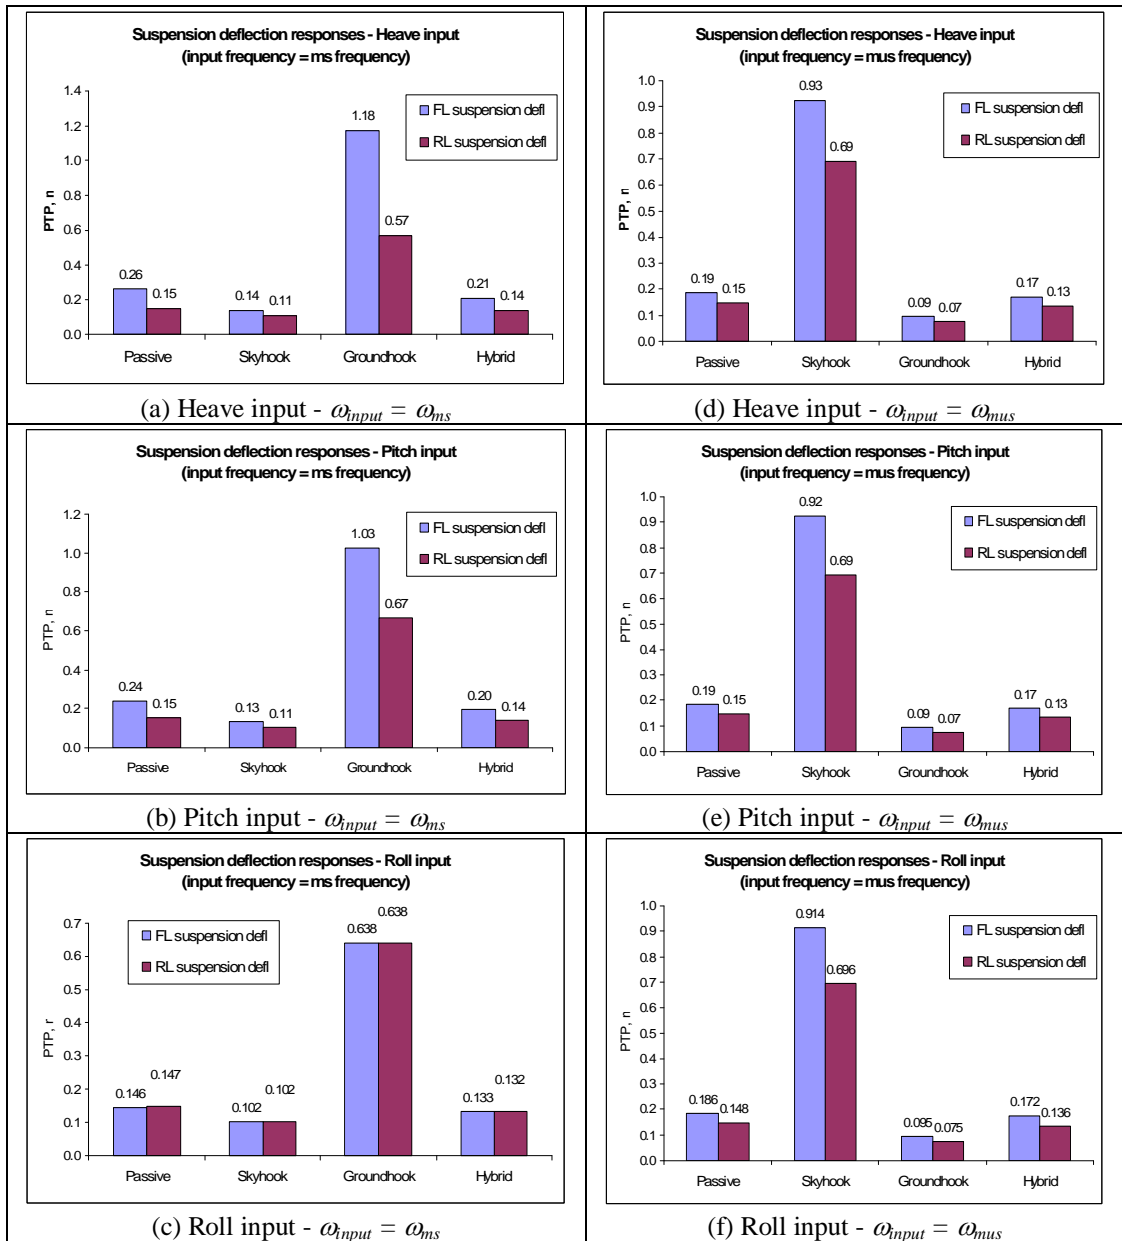 Suspension deflection responses - Heave input
(input frequency = ms frequency)
PTP, n
1.4
1.2
1.0
0.8
0.6
0.4
0.2
0.0
FL suspension defl
RL suspension defl
0.26
0.15
0.14
0.11
1.18
0.57
0.21
0.14
Passive
Skyhook
Groundhook
Hybrid
(a) Heave input - ωinput = ωms
Suspension deflection responses - Heave input
(input frequency = mus frequency)
PTP, n
1.0
0.9
0.8
0.7
0.6
0.5
0.4
0.3
0.2
0.1
0.0
FL suspension defl
RL suspension defl
0.19
0.15
0.93
0.69
0.09
0.07
0.17
0.13
Passive
Skyhook
Groundhook
Hybrid
(d) Heave input - ωinput = ωmus
Suspension deflection responses - Pitch input
(input frequency = ms frequency)
PTP, n
1.2
1.0
0.8
0.6
0.4
0.2
0.0
FL suspension defl
RL suspension defl
0.24
0.15
0.13
0.11
1.03
0.67
0.20
0.14
Passive
Skyhook
Groundhook
Hybrid
(b) Pitch input - ωinput = ωms
Suspension deflection responses - Pitch input
(input frequency = mus frequency)
PTP, n
1.0
0.9
0.8
0.7
0.6
0.5
0.4
0.3
0.2
0.1
0.0
FL suspension defl
RL suspension defl
0.19
0.15
0.92
0.69
0.09
0.07
0.17
0.13
Passive
Skyhook
Groundhook
Hybrid
(e) Pitch input - ωinput = ωmus
Suspension deflection responses - Roll input
(input frequency = ms frequency)
PTP, r
0.7
0.6
0.5
0.4
0.3
0.2
0.1
0.0
FL suspension defl
RL suspension defl
0.146
0.147
0.102
0.102
0.638
0.638
0.133
0.132
Passive
Skyhook
Groundhook
Hybrid
(c) Roll input - ωinput = ωms
Suspension deflection responses - Roll input
(input frequency = mus frequency)
PTP, n
1.0
0.9
0.8
0.7
0.6
0.5
0.4
0.3
0.2
0.1
0.0
FL suspension defl
RL suspension defl
0.186
0.148
0.914
0.696
0.095
0.075
0.172
0.136
Passive
Skyhook
Groundhook
Hybrid
(f) Roll input - ωinput = ωmus